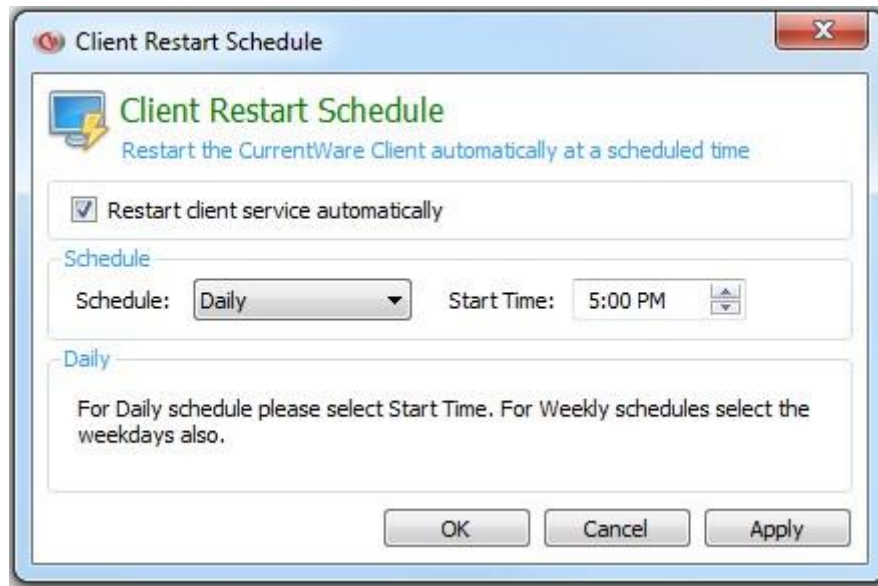 Client Restart Schedule
Client Restart Schedule
Restart the CurrentWare Client automatically at a scheduled time
Restart client service automatically
Schedule
Schedule: Daily Start Time: 5:00 PM
Daily
For Daily schedule please select Start Time. For Weekly schedules select the
weekdays also.
OK Cancel Apply